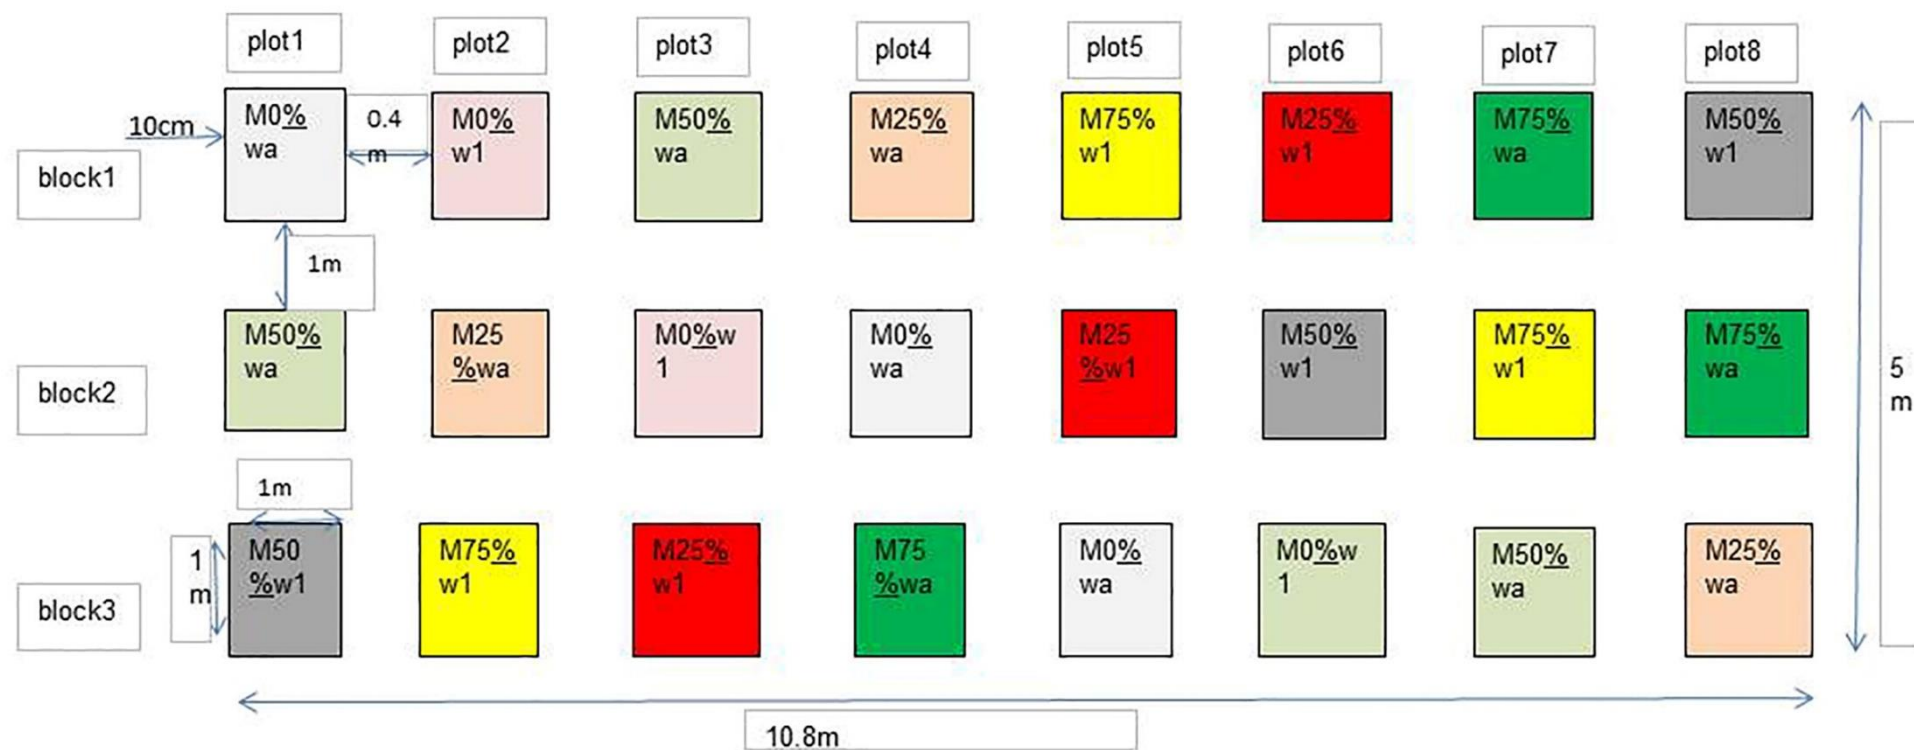 plot1
plot2
plot3
plot4
plot5
plot6
plot7
plot8
10cm
block1
M0%
wa
0.4
m
M0%
w1
M50%
wa
M25%
wa
M75%
w1
M25%
w1
M75%
wa
M50%
w1
1m
block2
M50%
wa
M25
%wa
M0%w
1
M0%
wa
M25
%w1
M50%
w1
M75%
w1
M75%
wa
5
m
1m
1
m
block3
M50
%w1
M75%
w1
M25%
w1
M75
%wa
M0%
wa
M0%w
1
M50%
wa
M25%
wa
10.8m